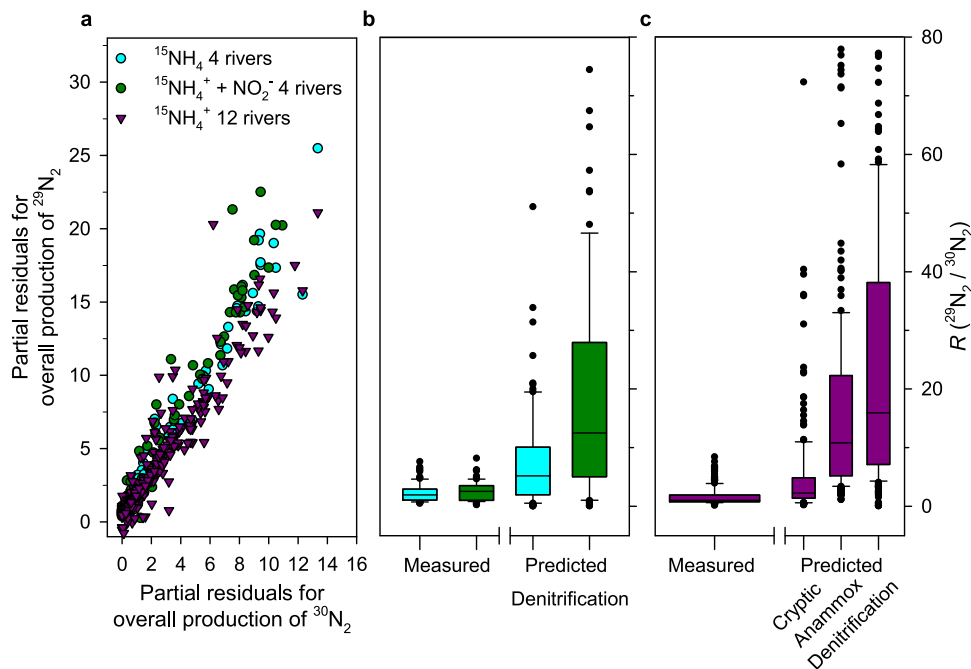 a
b
c
¹⁵NH₄ 4 rivers
¹⁵NH₄⁺ + NO₂⁻ 4 rivers
¹⁵NH₄⁺ 12 rivers
Partial residuals for
overall production of ²⁹N₂
30
25
20
15
10
5
0
0 2 4 6 8 10 12 14 16
Partial residuals for
overall production of ³⁰N₂
Measured
Predicted
Denitrification
Measured
Predicted
Cryptic
Anammox
Denitrification
80
60
40
20
0
R (²⁹N₂ / ³⁰N₂)